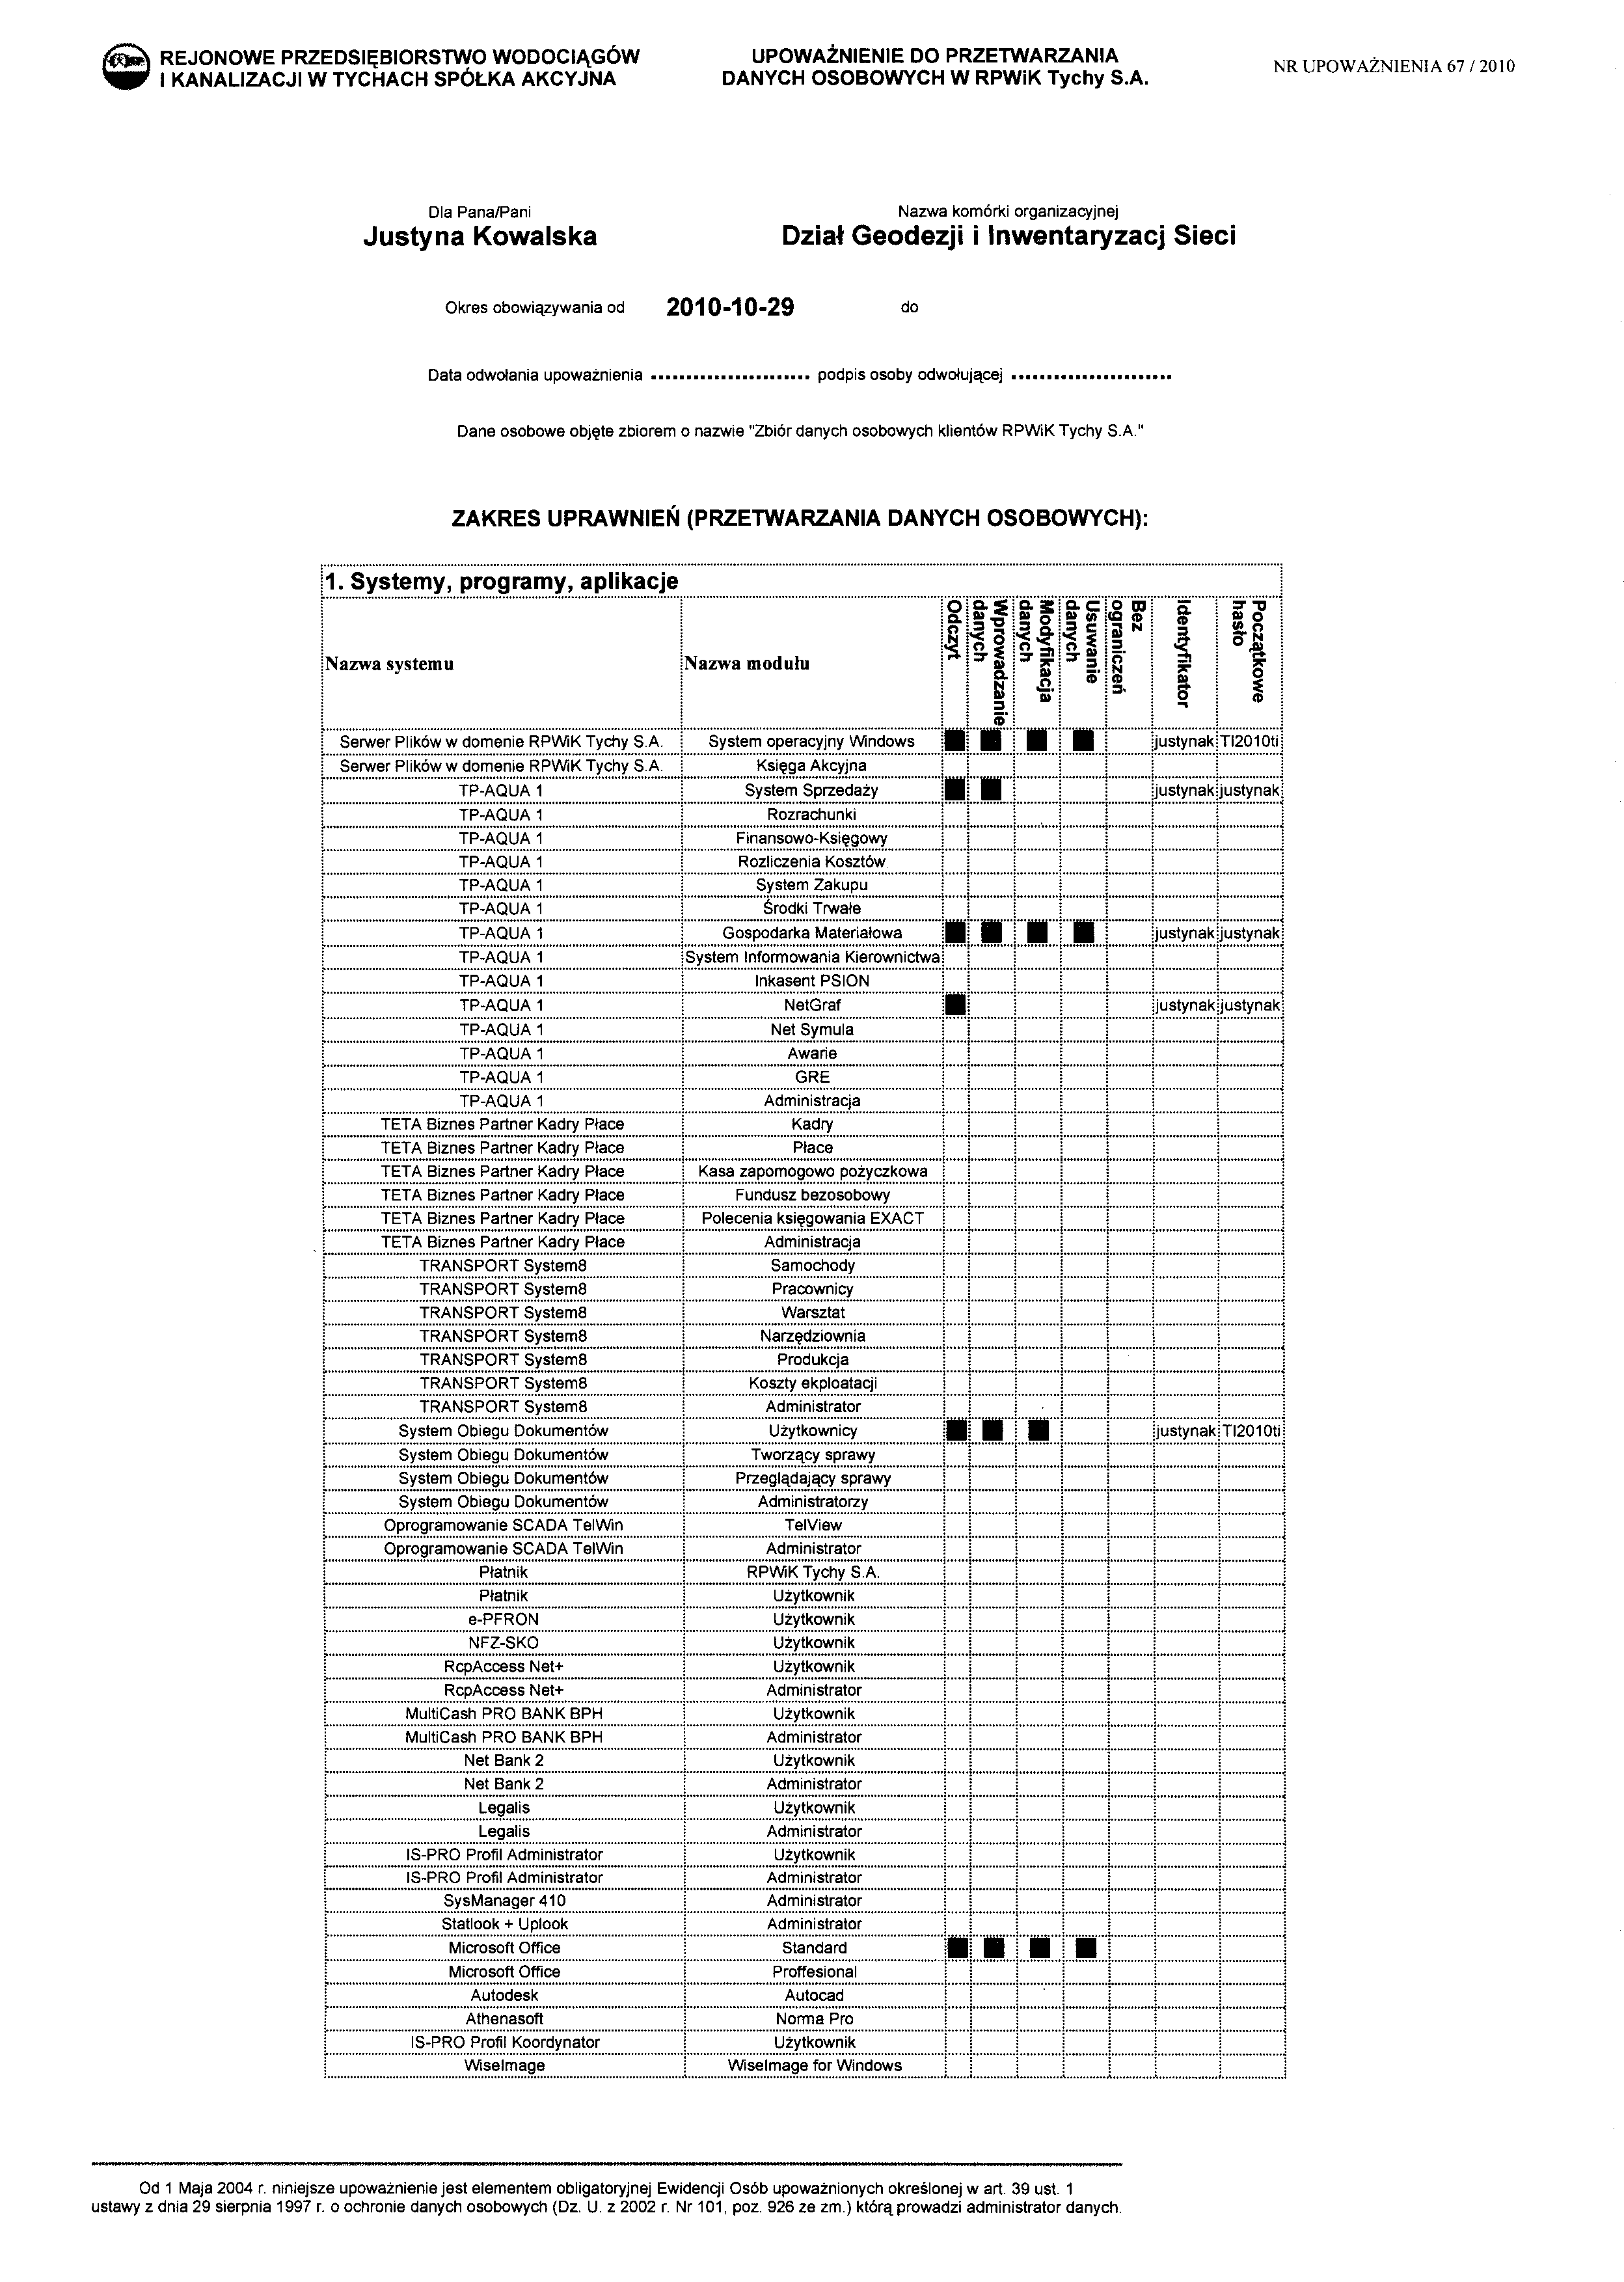 REJONOWE PRZEDSIĘBIORSTWO WODOCIĄGÓW
I KANALIZACJI W TYCHACH SPÓŁKA AKCYJNA
UPOWAŻNIENIE DO PRZETWARZANIA
DANYCH OSOBOWYCH W RPWiK Tychy S.A.
NR UPOWAŻNIENIA 67 / 2010
Dla Pana/Pani
Justyna Kowalska
Nazwa komórki organizacyjnej
Dział Geodezji i Inwentaryzacj Sieci
Okres obowiązywania od 2010-10-29 do
Data odwołania upoważnienia ....................... podpis osoby odwołującej .......................
Dane osobowe objęte zbiorem o nazwie "Zbiór danych osobowych klientów RPWiK Tychy S.A."
ZAKRES UPRAWNIEŃ (PRZETWARZANIA DANYCH OSOBOWYCH):
1. Systemy, programy, aplikacje
Nazwa systemu
Nazwa modułu
Odczyt
Wprowadzanie
danych
Modyfikacja
danych
Usuwanie
danych
Bez
ograniczeń
Identyfikator
Początkowe
hasło
Serwer Plików w domenie RPWiK Tychy S.A. System operacyjny Windows ■ ■ ■ ■ justynak TI2010ti
Serwer Plików w domenie RPWiK Tychy S.A. Księga Akcyjna
TP-AQUA 1 System Sprzedaży ■ ■ justynak justynak
TP-AQUA 1 Rozrachunki
TP-AQUA 1 Finansowo-Księgowy
TP-AQUA 1 Rozliczenia Kosztów
TP-AQUA 1 System Zakupu
TP-AQUA 1 Środki Trwałe
TP-AQUA 1 Gospodarka Materiałowa ■ ■ ■ ■ justynak justynak
TP-AQUA 1 System Informowania Kierownictwa
TP-AQUA 1 Inkasent PSION
TP-AQUA 1 NetGraf ■ justynak justynak
TP-AQUA 1 Net Symula
TP-AQUA 1 Awarie
TP-AQUA 1 GRE
TP-AQUA 1 Administracja
TETA Biznes Partner Kadry Płace Kadry
TETA Biznes Partner Kadry Płace Płace
TETA Biznes Partner Kadry Płace Kasa zapomogowo pożyczkowa
TETA Biznes Partner Kadry Płace Fundusz bezosobowy
TETA Biznes Partner Kadry Płace Polecenia księgowania EXACT
TETA Biznes Partner Kadry Płace Administracja
TRANSPORT System8 Samochody
TRANSPORT System8 Pracownicy
TRANSPORT System8 Warsztat
TRANSPORT System8 Narzędziownia
TRANSPORT System8 Produkcja
TRANSPORT System8 Koszty ekploatacji
TRANSPORT System8 Administrator
System Obiegu Dokumentów Użytkownicy ■ ■ ■ justynak TI2010ti
System Obiegu Dokumentów Tworzący sprawy
System Obiegu Dokumentów Przeglądający sprawy
System Obiegu Dokumentów Administratorzy
Oprogramowanie SCADA TelWin TelView
Oprogramowanie SCADA TelWin Administrator
Płatnik RPWiK Tychy S.A.
Płatnik Użytkownik
e-PFRON Użytkownik
NFZ-SKO Użytkownik
RcpAccess Net+ Użytkownik
RcpAccess Net+ Administrator
MultiCash PRO BANK BPH Użytkownik
MultiCash PRO BANK BPH Administrator
Net Bank 2 Użytkownik
Net Bank 2 Administrator
Legalis Użytkownik
Legalis Administrator
IS-PRO Profil Administrator Użytkownik
IS-PRO Profil Administrator Administrator
SysManager 410 Administrator
Statlook + Uplook Administrator
Microsoft Office Standard ■ ■ ■ ■
Microsoft Office Proffesional
Autodesk Autocad
Athenasoft Norma Pro
IS-PRO Profil Koordynator Użytkownik
WiseImage WiseImage for Windows
Od 1 Maja 2004 r. niniejsze upoważnienie jest elementem obligatoryjnej Ewidencji Osób upoważnionych określonej w art. 39 ust. 1
ustawy z dnia 29 sierpnia 1997 r. o ochronie danych osobowych (Dz. U. z 2002 r. Nr 101, poz. 926 ze zm.) którą prowadzi administrator danych.